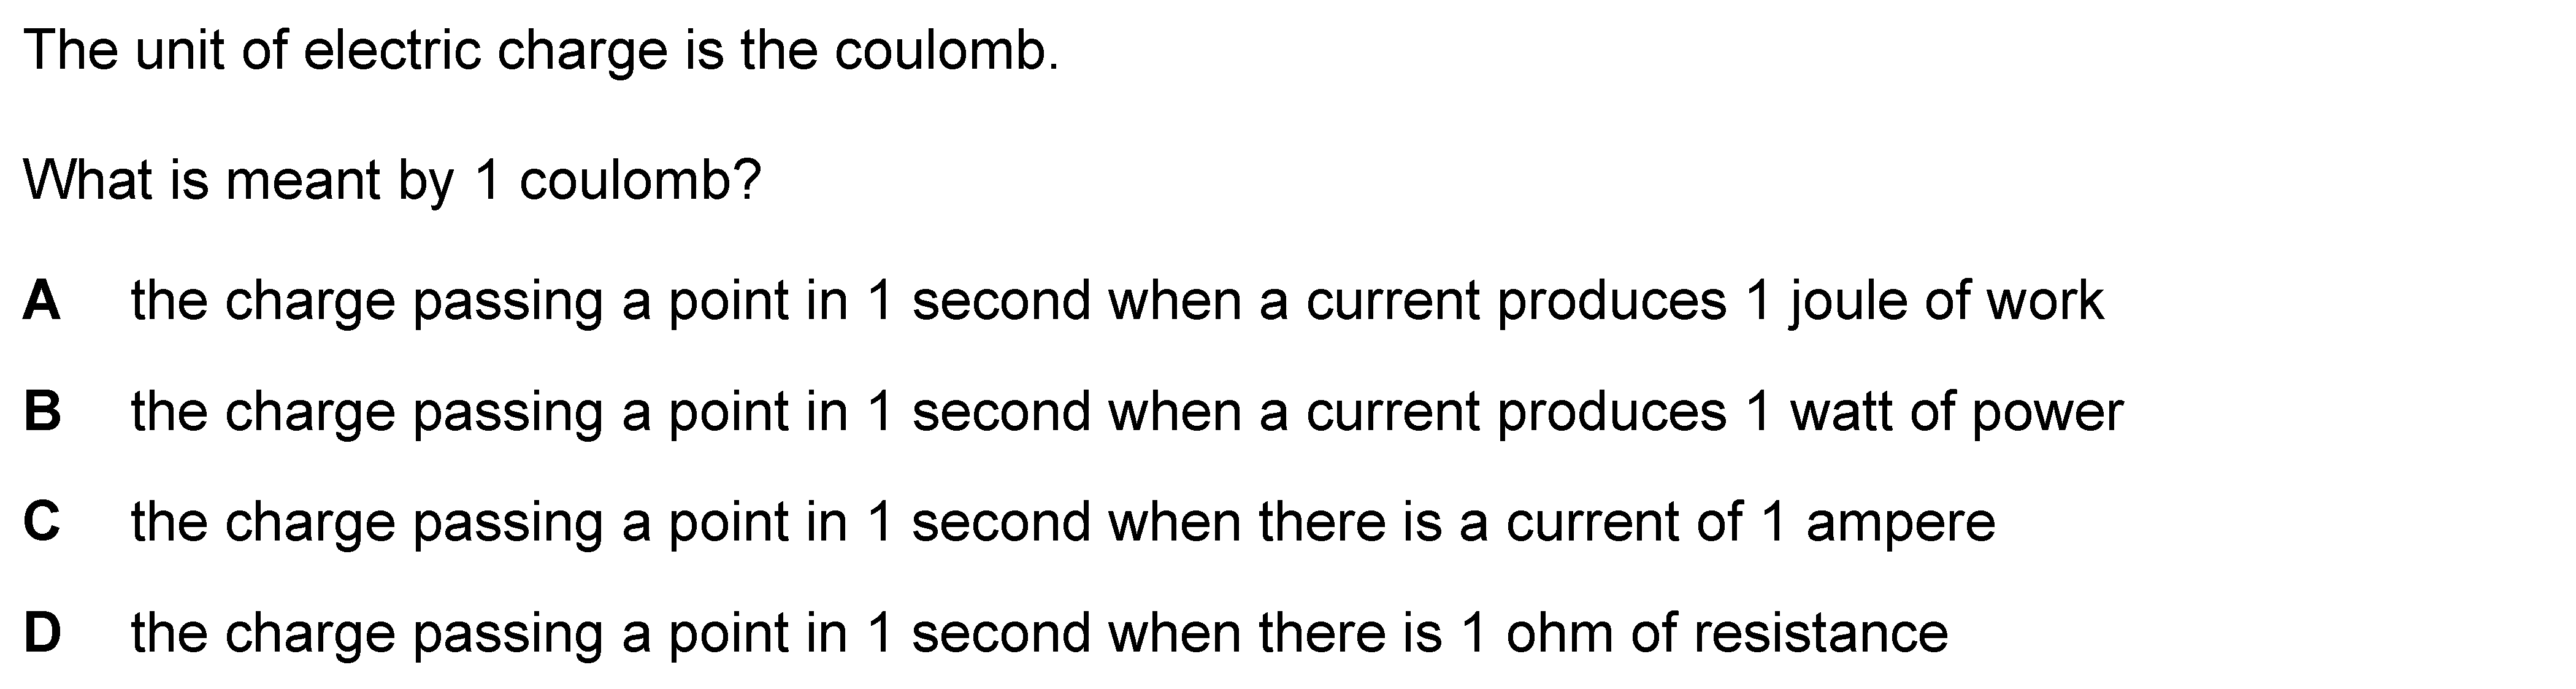 The unit of electric charge is the coulomb.
What is meant by 1 coulomb?
A the charge passing a point in 1 second when a current produces 1 joule of work
B the charge passing a point in 1 second when a current produces 1 watt of power
C the charge passing a point in 1 second when there is a current of 1 ampere
D the charge passing a point in 1 second when there is 1 ohm of resistance